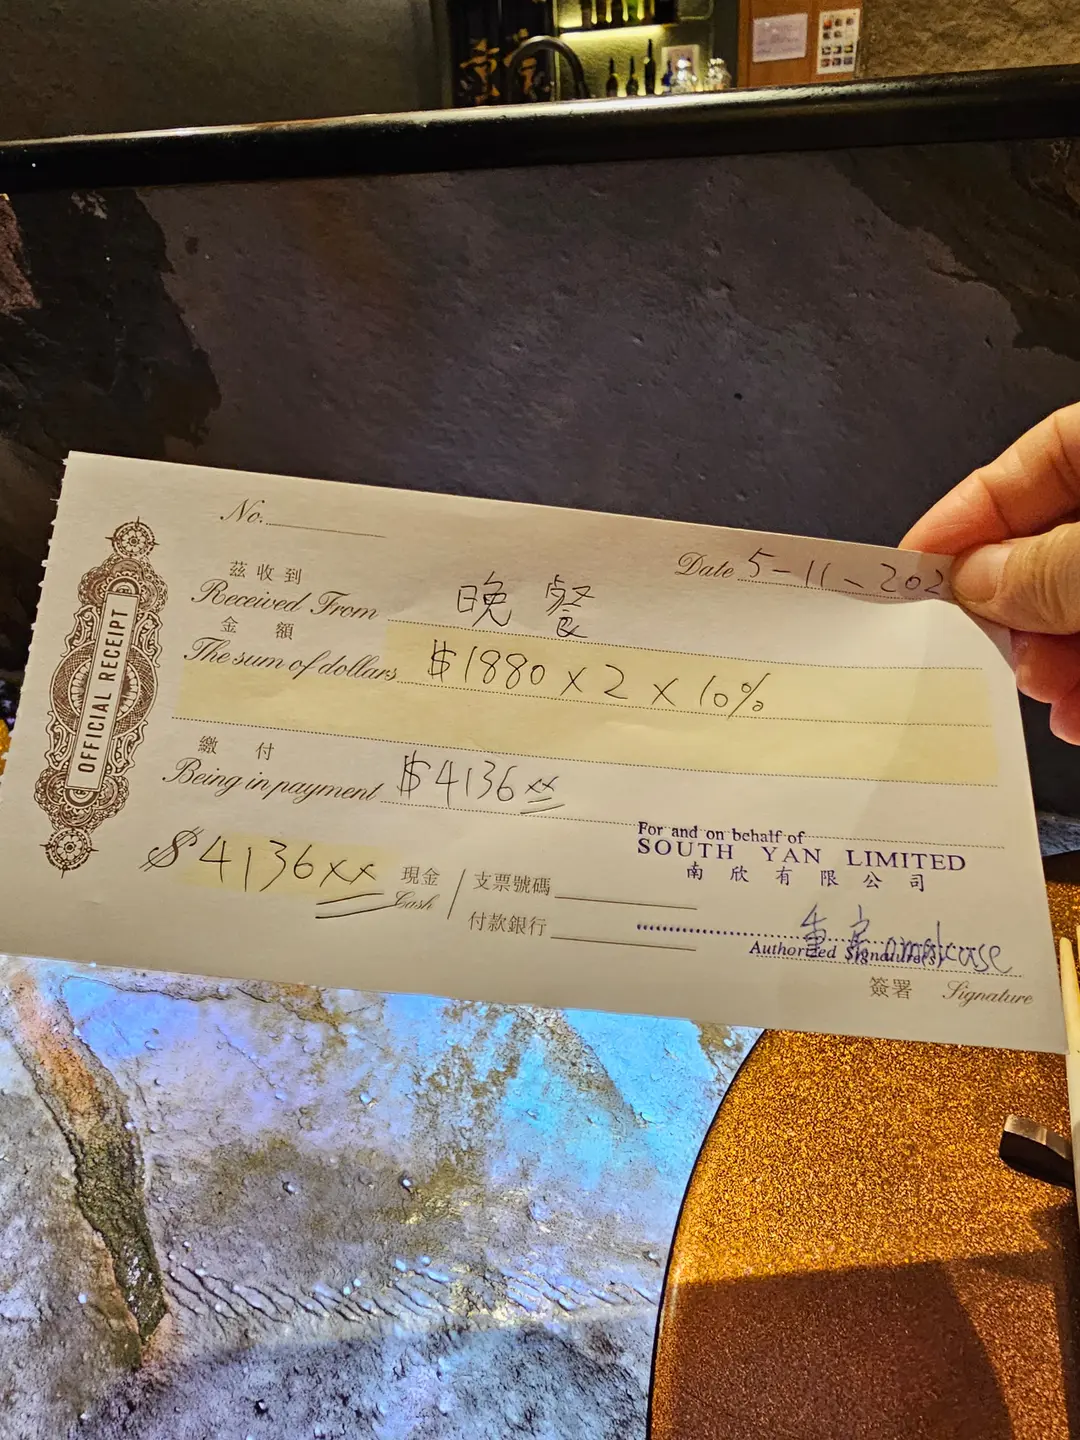 No.
Date 5-11-202
茲收到
Received From 晚餐
金額
The sum of dollars $1880 x 2 x 10%
繳付
Being in payment $4136xx
$4136xx 現金 Cash
支票號碼
付款銀行
For and on behalf of
SOUTH YAN LIMITED
南欣有限公司
omakase
Authorized Signature(s)
簽署 Signature
OFFICIAL RECEIPT